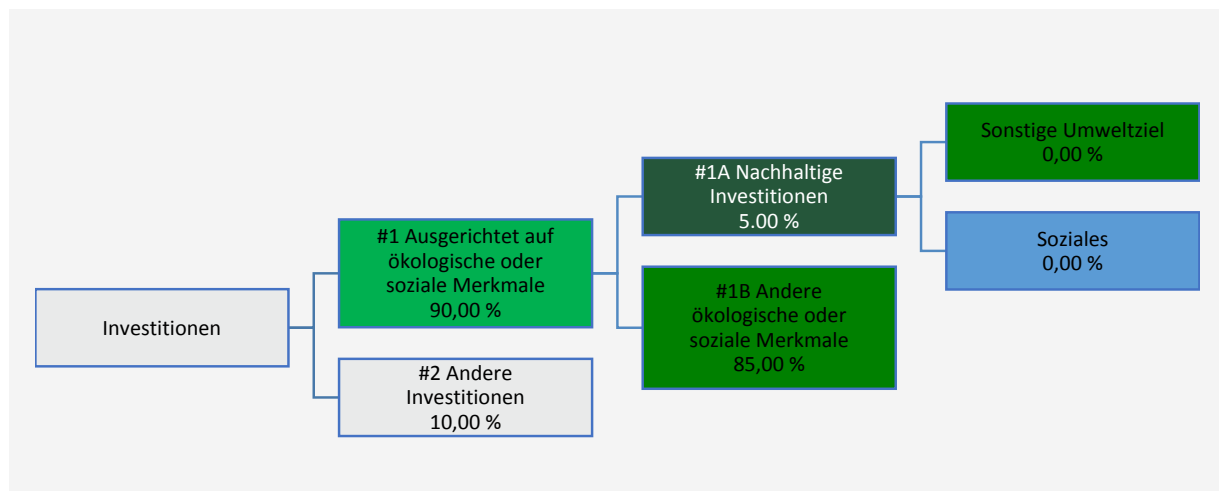 Investitionen
#1 Ausgerichtet auf
ökologische oder
soziale Merkmale
90,00 %
#2 Andere
Investitionen
10,00 %
#1A Nachhaltige
Investitionen
5.00 %
#1B Andere
ökologische oder
soziale Merkmale
85,00 %
Sonstige Umweltziel
0,00 %
Soziales
0,00 %